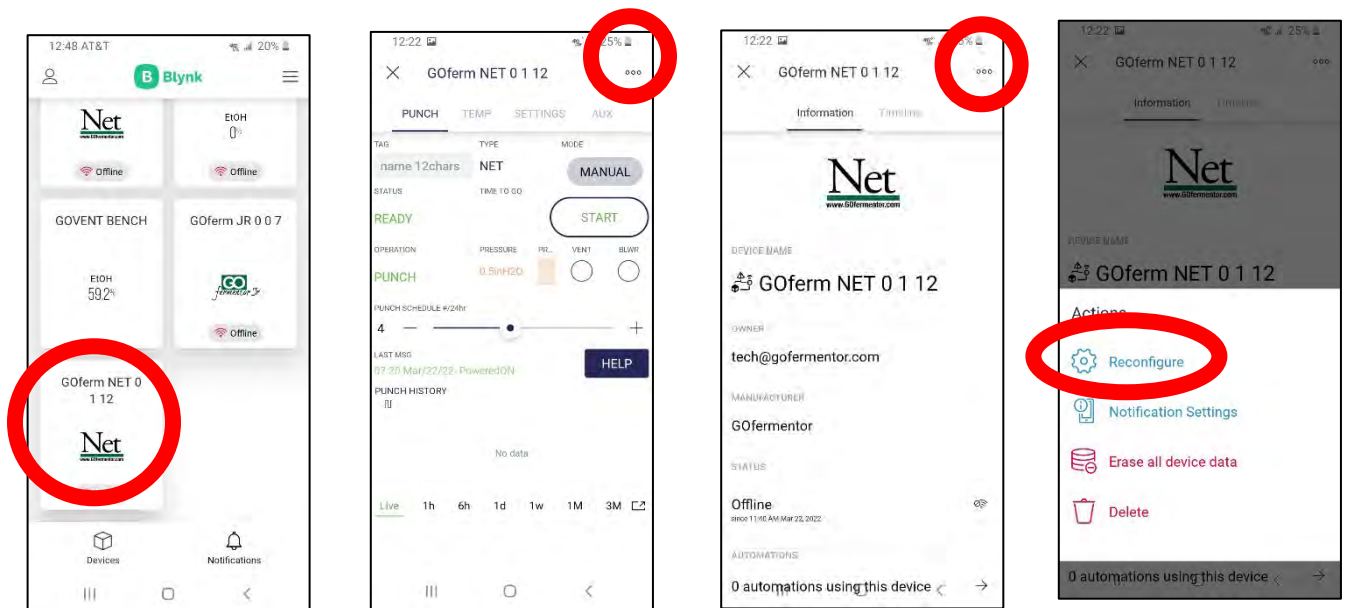 12:48 AT&T 20%
B Blynk
Net
www.GOfermentor.com
Offline
EtOH
0%
Offline
GOVENT BENCH
EtOH
59.2%
GOferm JR 0 0 7
GO
fermentor Jr
Offline
GOferm NET 0
1 12
Net
Devices
Notifications
12:22 25%
GOferm NET 0 1 12
PUNCH TEMP SETTINGS AUX
TAG TYPE MODE
name 12chars NET MANUAL
STATUS TIME TO GO
READY START
OPERATION PRESSURE PR... VENT BLWR
PUNCH 0.5inH2O
PUNCH SCHEDULE #/24hr
4 — +
LAST MSG
07:20 Mar/22/22- PoweredON HELP
PUNCH HISTORY
No data
Live 1h 6h 1d 1w 1M 3M
12:22 5%
GOferm NET 0 1 12
Information Timeline
Net
www.GOfermentor.com
DEVICE NAME
GOferm NET 0 1 12
OWNER
tech@gofermentor.com
MANUFACTURER
GOfermentor
STATUS
Offline
since 11:40 AM Mar 22, 2022
AUTOMATIONS
0 automations using this device
12:22 25%
GOferm NET 0 1 12
Information Timeline
Net
www.GOfermentor.com
DEVICE NAME
GOferm NET 0 1 12
Actions
Reconfigure
Notification Settings
Erase all device data
Delete
0 automations using this device